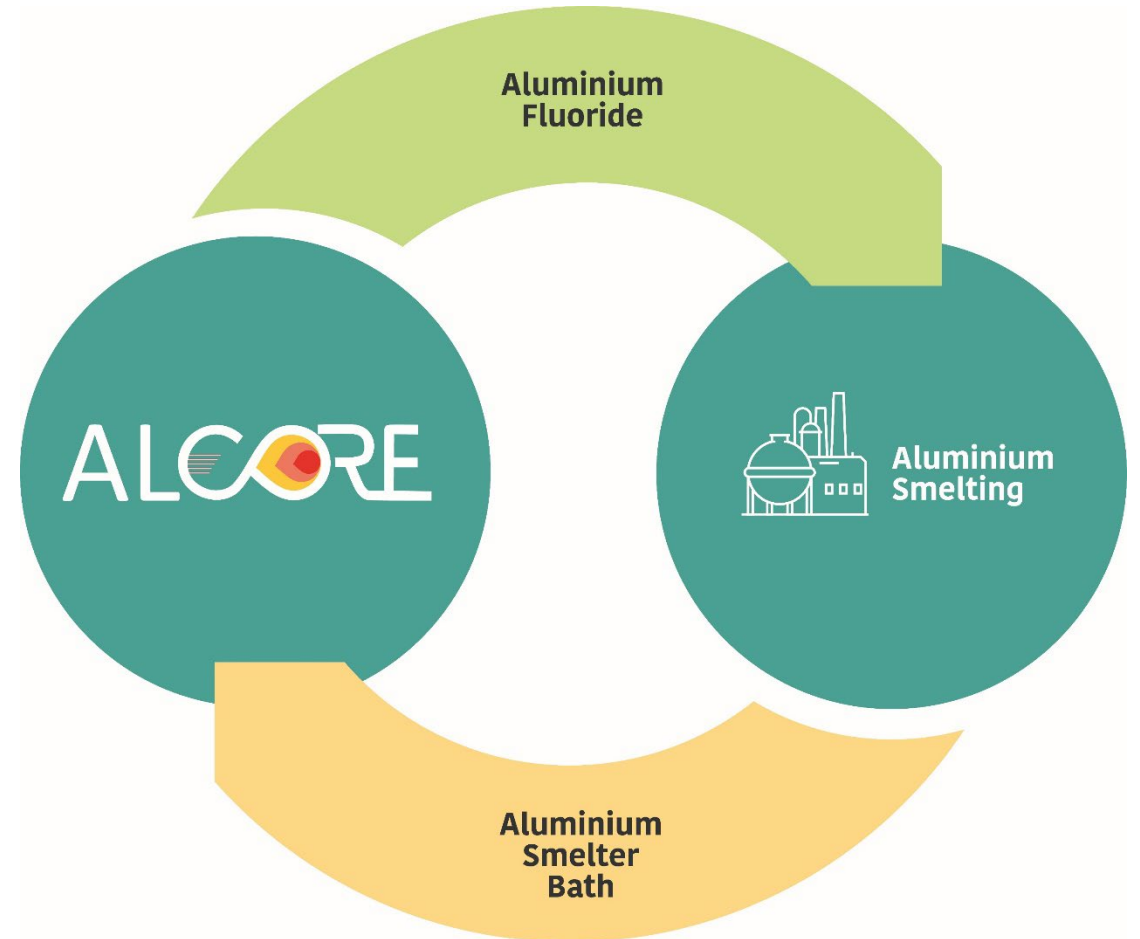 Aluminium
Fluoride
ALCORE
Aluminium
Smelting
Aluminium
Smelter
Bath